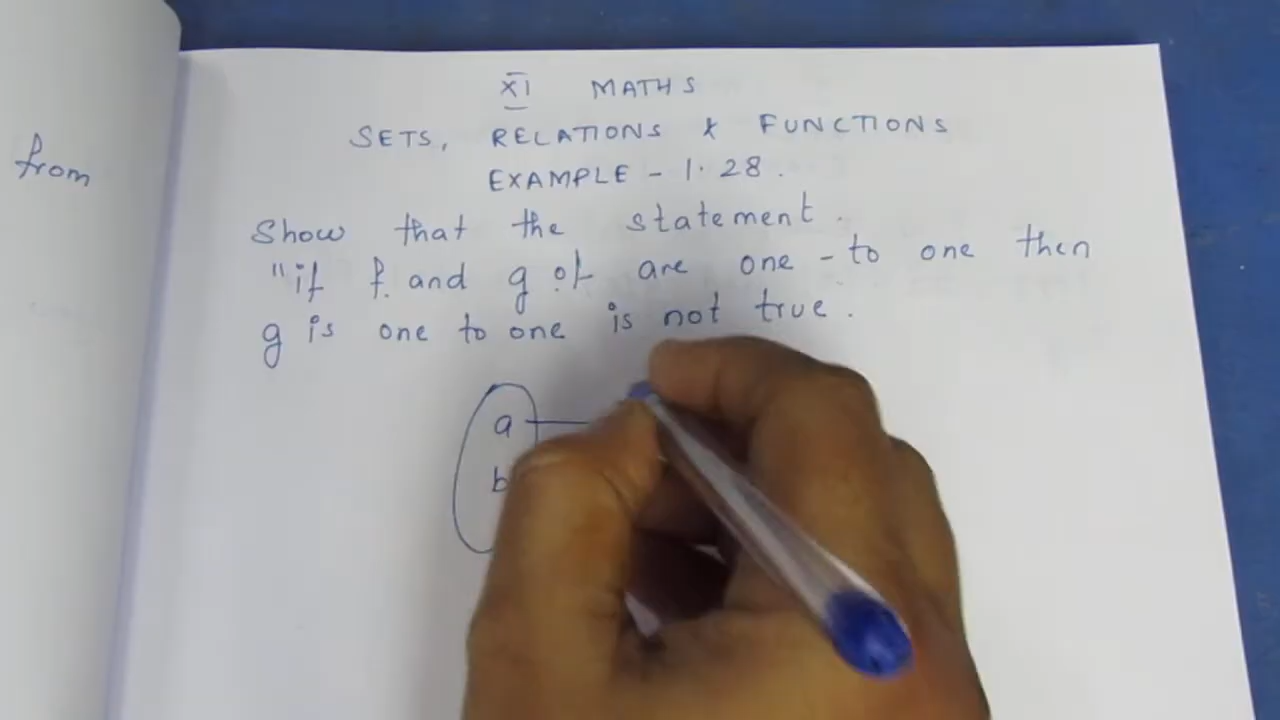 from
XI MATHS
SETS, RELATIONS & FUNCTIONS
EXAMPLE - 1.28.
Show that the statement.
"if f and g of are one - to one then
g is one to one is not true.
a
b